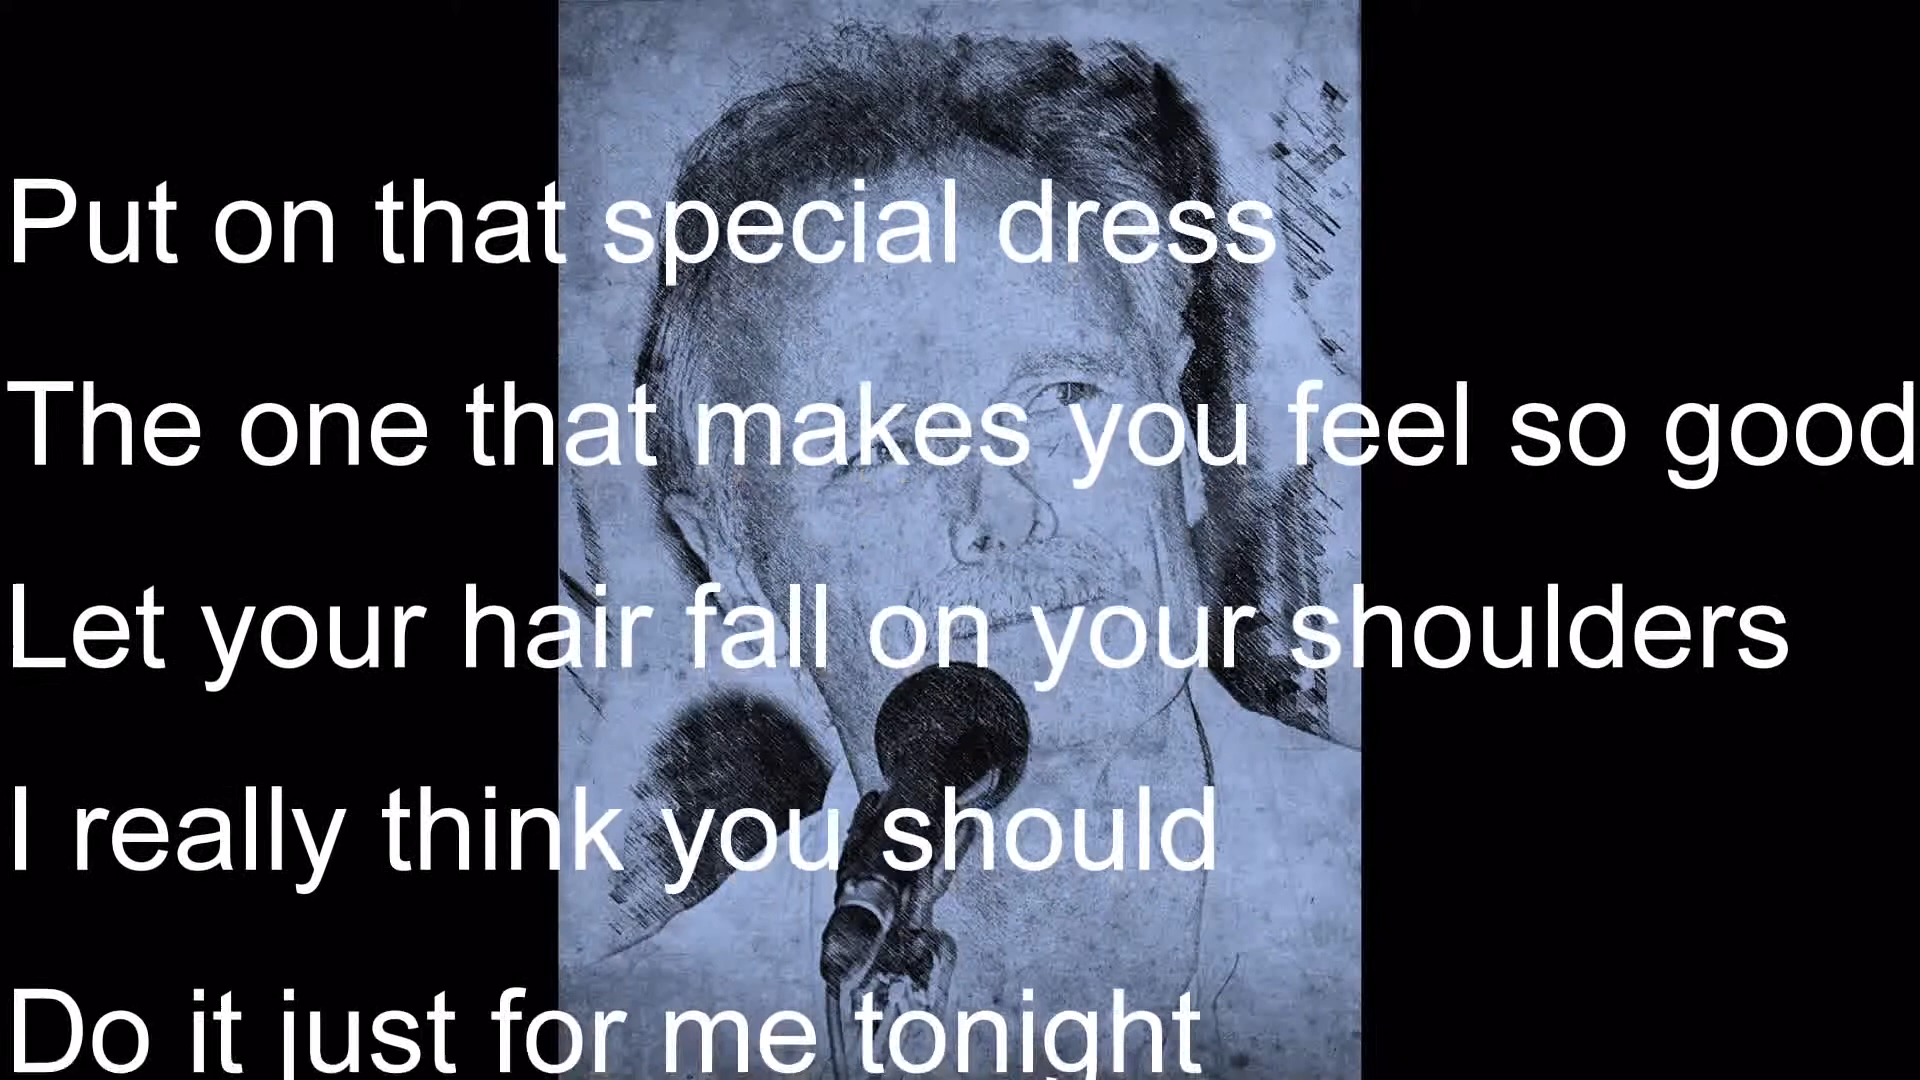 Put on that special dress
The one that makes you feel so good
Let your hair fall on your shoulders
I really think you should
Do it just for me tonight